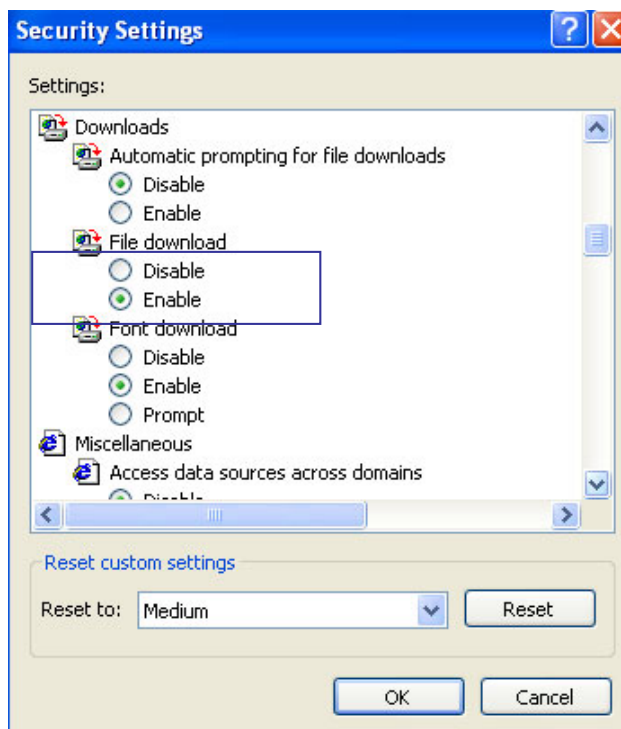 Security Settings
Settings:
Downloads
Automatic prompting for file downloads
Disable
Enable
File download
Disable
Enable
Font download
Disable
Enable
Prompt
Miscellaneous
Access data sources across domains
Disable
Reset custom settings
Reset to: Medium Reset
OK Cancel